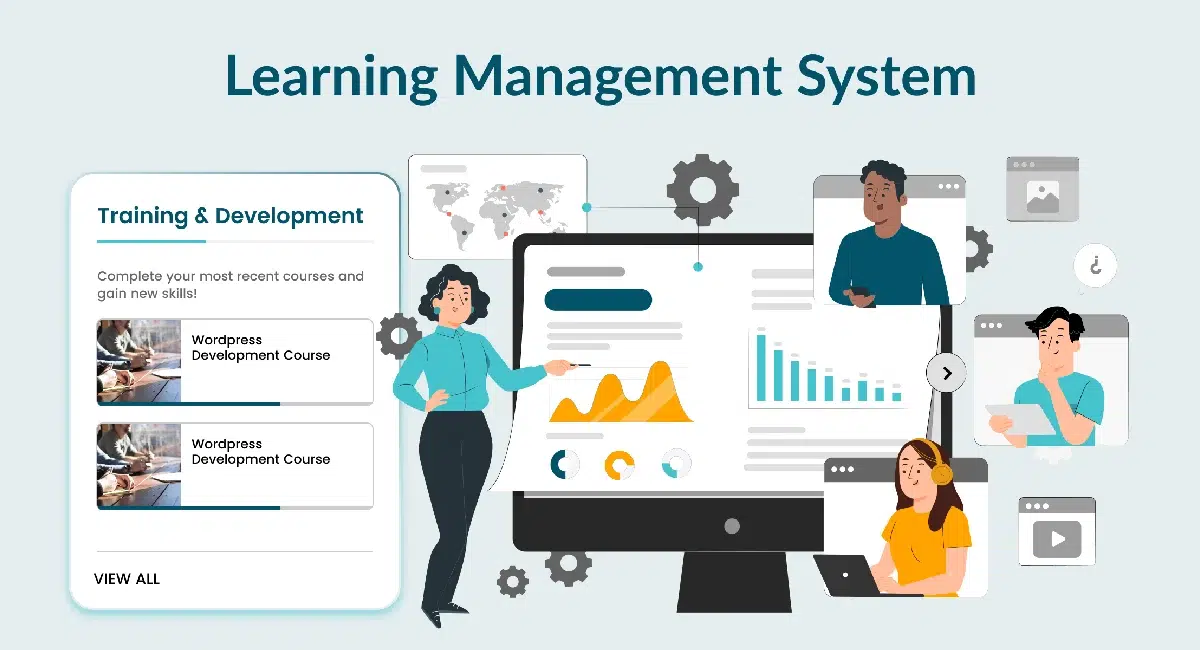 Learning Management System
Training & Development
Complete your most recent courses and
gain new skills!
Wordpress
Development Course
Wordpress
Development Course
VIEW ALL
¿